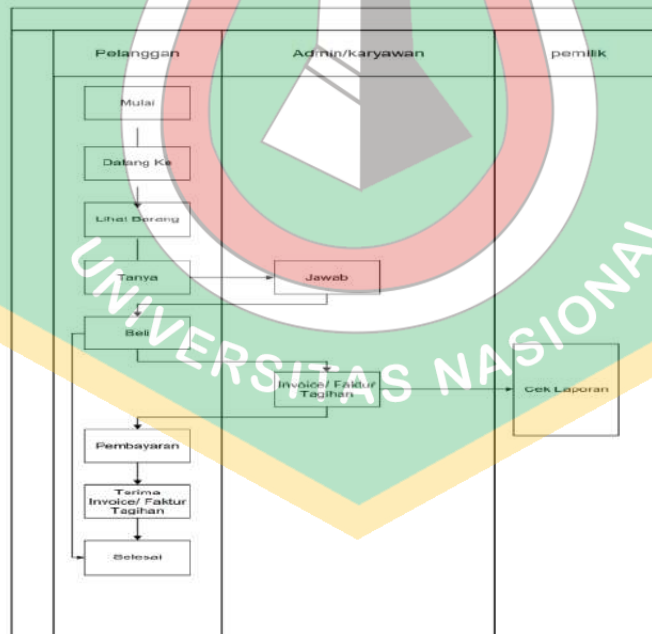 Pelanggan
Admin/karyawan
pemilik
Mulai
Datang Ke
Lihat Barang
Tanya
Jawab
Beli
Invoice/ Faktur
Tagihan
Cek Laporan
Pembayaran
Terima
Invoice/ Faktur
Tagihan
Selesai
UNIVERSITAS NASIONAL